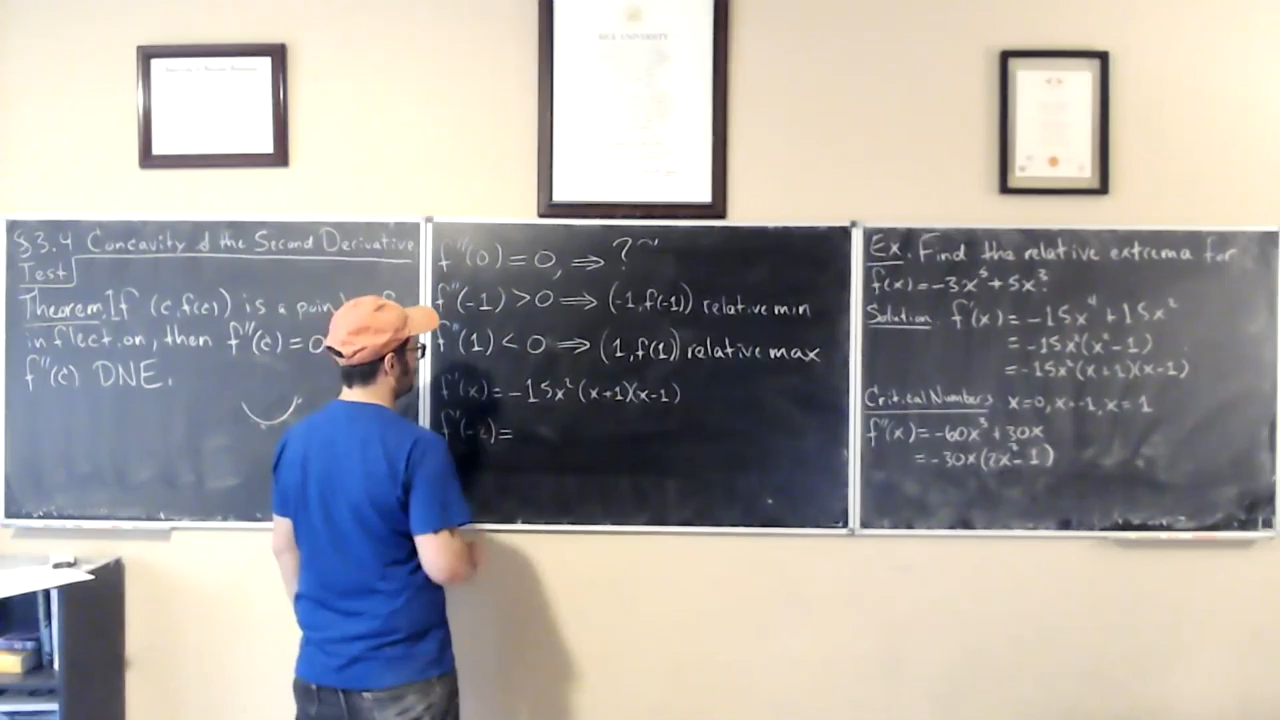 RICE UNIVERSITY
§3.4 Concavity & the Second Derivative
Test
Theorem. If (c, f(c)) is a point of
inflection, then f''(c) = 0
f''(c) DNE.
f''(0) = 0, ⇒ ?~
f''(-1) > 0 ⇒ (-1, f(-1)) relative min
f''(1) < 0 ⇒ (1, f(1)) relative max
f'(x) = -15x²(x+1)(x-1)
f'(-2) =
Ex. Find the relative extrema for
f(x) = -3x⁵ + 5x³.
Solution f'(x) = -15x⁴ + 15x²
= -15x²(x²-1)
= -15x²(x+1)(x-1)
Critical Numbers x=0, x=-1, x=1
f''(x) = -60x³ + 30x
= -30x(2x²-1)